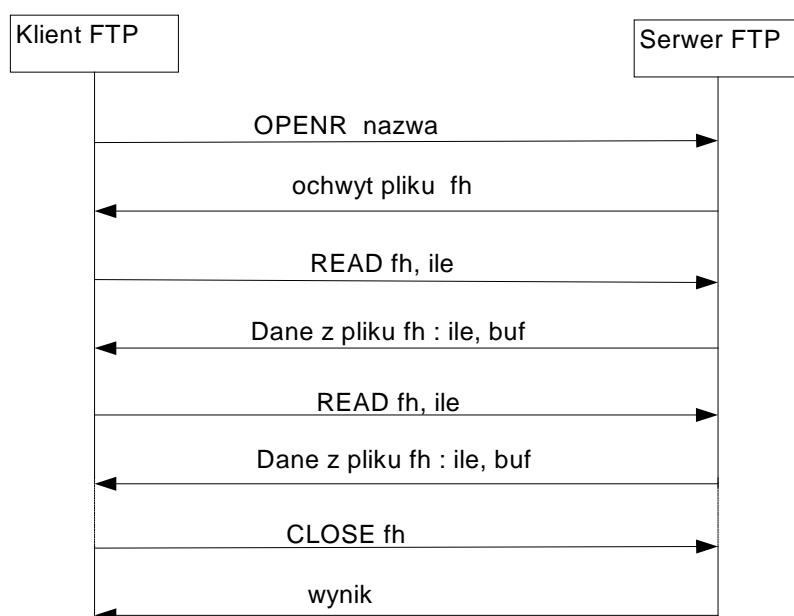 Klient FTP
Serwer FTP
OPENR nazwa
ochwyt pliku fh
READ fh, ile
Dane z pliku fh : ile, buf
READ fh, ile
Dane z pliku fh : ile, buf
CLOSE fh
wynik